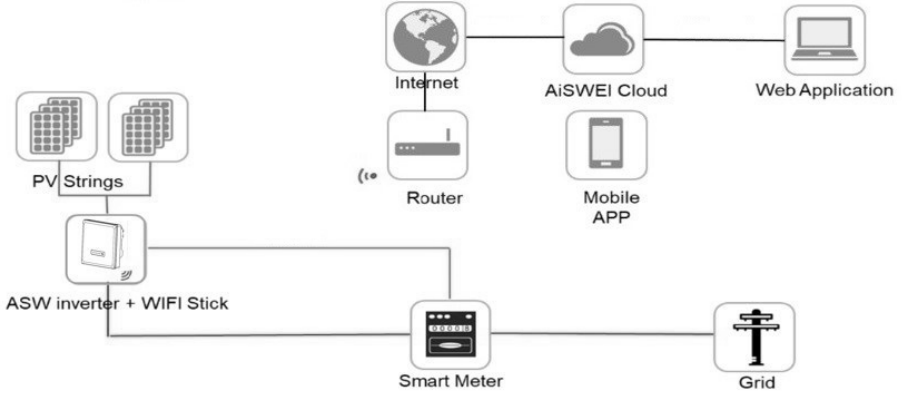 Internet
AiSWEI Cloud
Web Application
PV Strings
Router
Mobile
APP
ASW inverter + WIFI Stick
Smart Meter
Grid